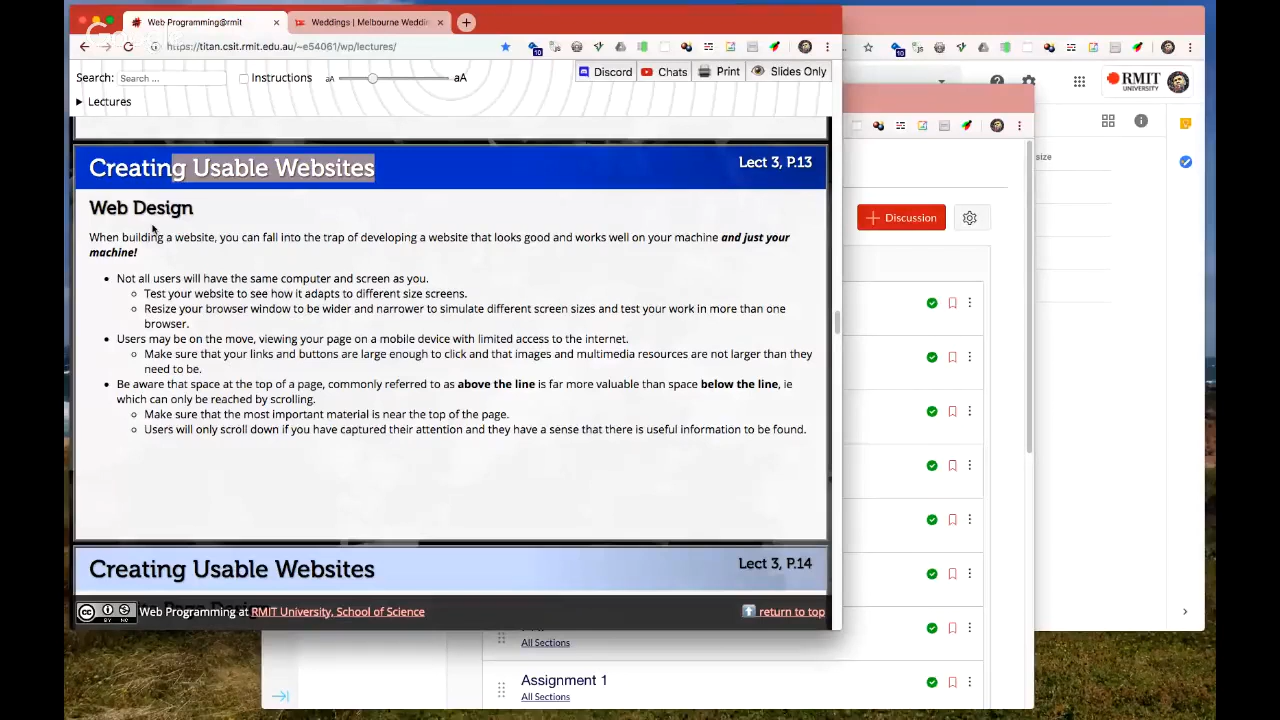 Web Programming@rmit
Weddings | Melbourne Weddin
Google
https://titan.csit.rmit.edu.au/~e54061/wp/lectures/
10
10
Search:
Search ...
Instructions
aA
aA
Discord
Chats
Print
Slides Only
RMIT
UNIVERSITY
Lectures
size
Creating Usable Websites
Lect 3, P.13
Web Design
When building a website, you can fall into the trap of developing a website that looks good and works well on your machine and just your
machine!
Not all users will have the same computer and screen as you.
Test your website to see how it adapts to different size screens.
Resize your browser window to be wider and narrower to simulate different screen sizes and test your work in more than one
browser.
Users may be on the move, viewing your page on a mobile device with limited access to the internet.
Make sure that your links and buttons are large enough to click and that images and multimedia resources are not larger than they
need to be.
Be aware that space at the top of a page, commonly referred to as above the line is far more valuable than space below the line, ie
which can only be reached by scrolling.
Make sure that the most important material is near the top of the page.
Users will only scroll down if you have captured their attention and they have a sense that there is useful information to be found.
Discussion
Creating Usable Websites
Lect 3, P.14
Web Programming at RMIT University, School of Science
return to top
All Sections
Assignment 1
All Sections